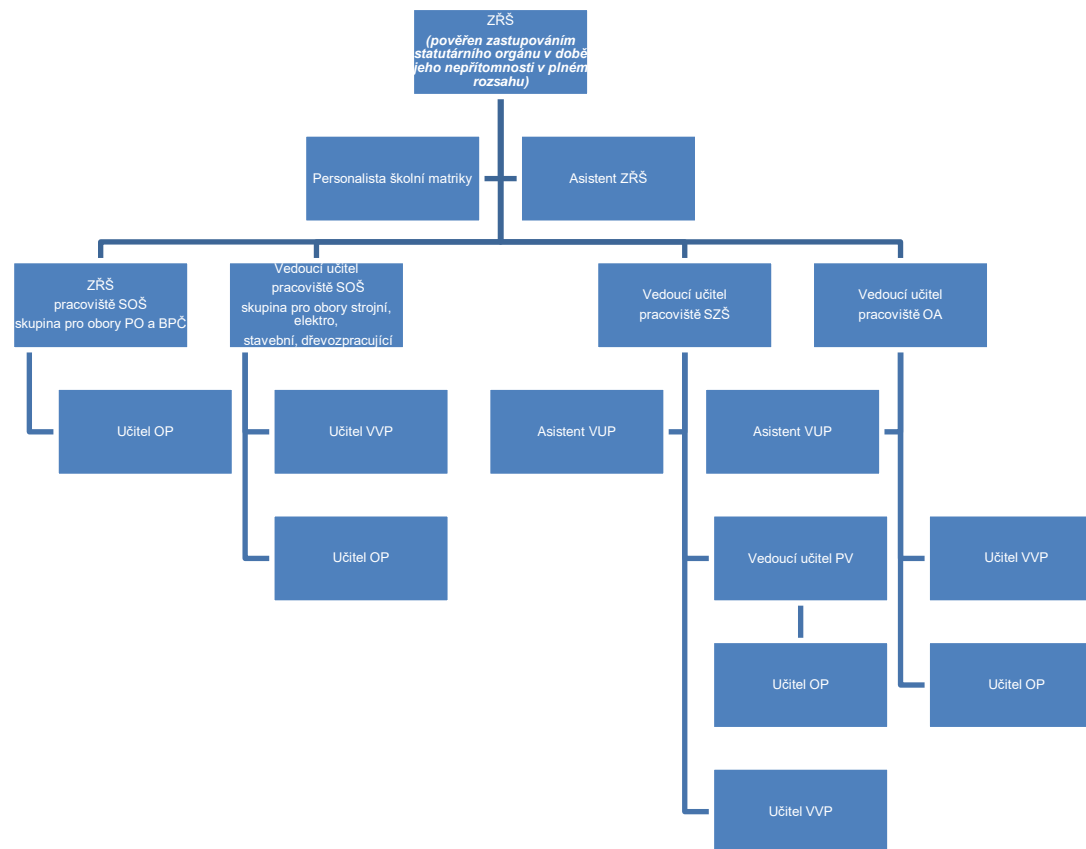 ZŘŠ
(pověřen zastupováním
statutárního orgánu v době
jeho nepřítomnosti v plném
rozsahu)
Personalista školní matriky
Asistent ZŘŠ
ZŘŠ
pracoviště SOŠ
skupina pro obory PO a BPČ
Vedoucí učitel
pracoviště SOŠ
skupina pro obory strojní,
elektro,
stavební, dřevozpracující
Vedoucí učitel
pracoviště SZŠ
Vedoucí učitel
pracoviště OA
Učitel OP
Učitel VVP
Asistent VUP
Asistent VUP
Učitel OP
Vedoucí učitel PV
Učitel VVP
Učitel OP
Učitel OP
Učitel VVP